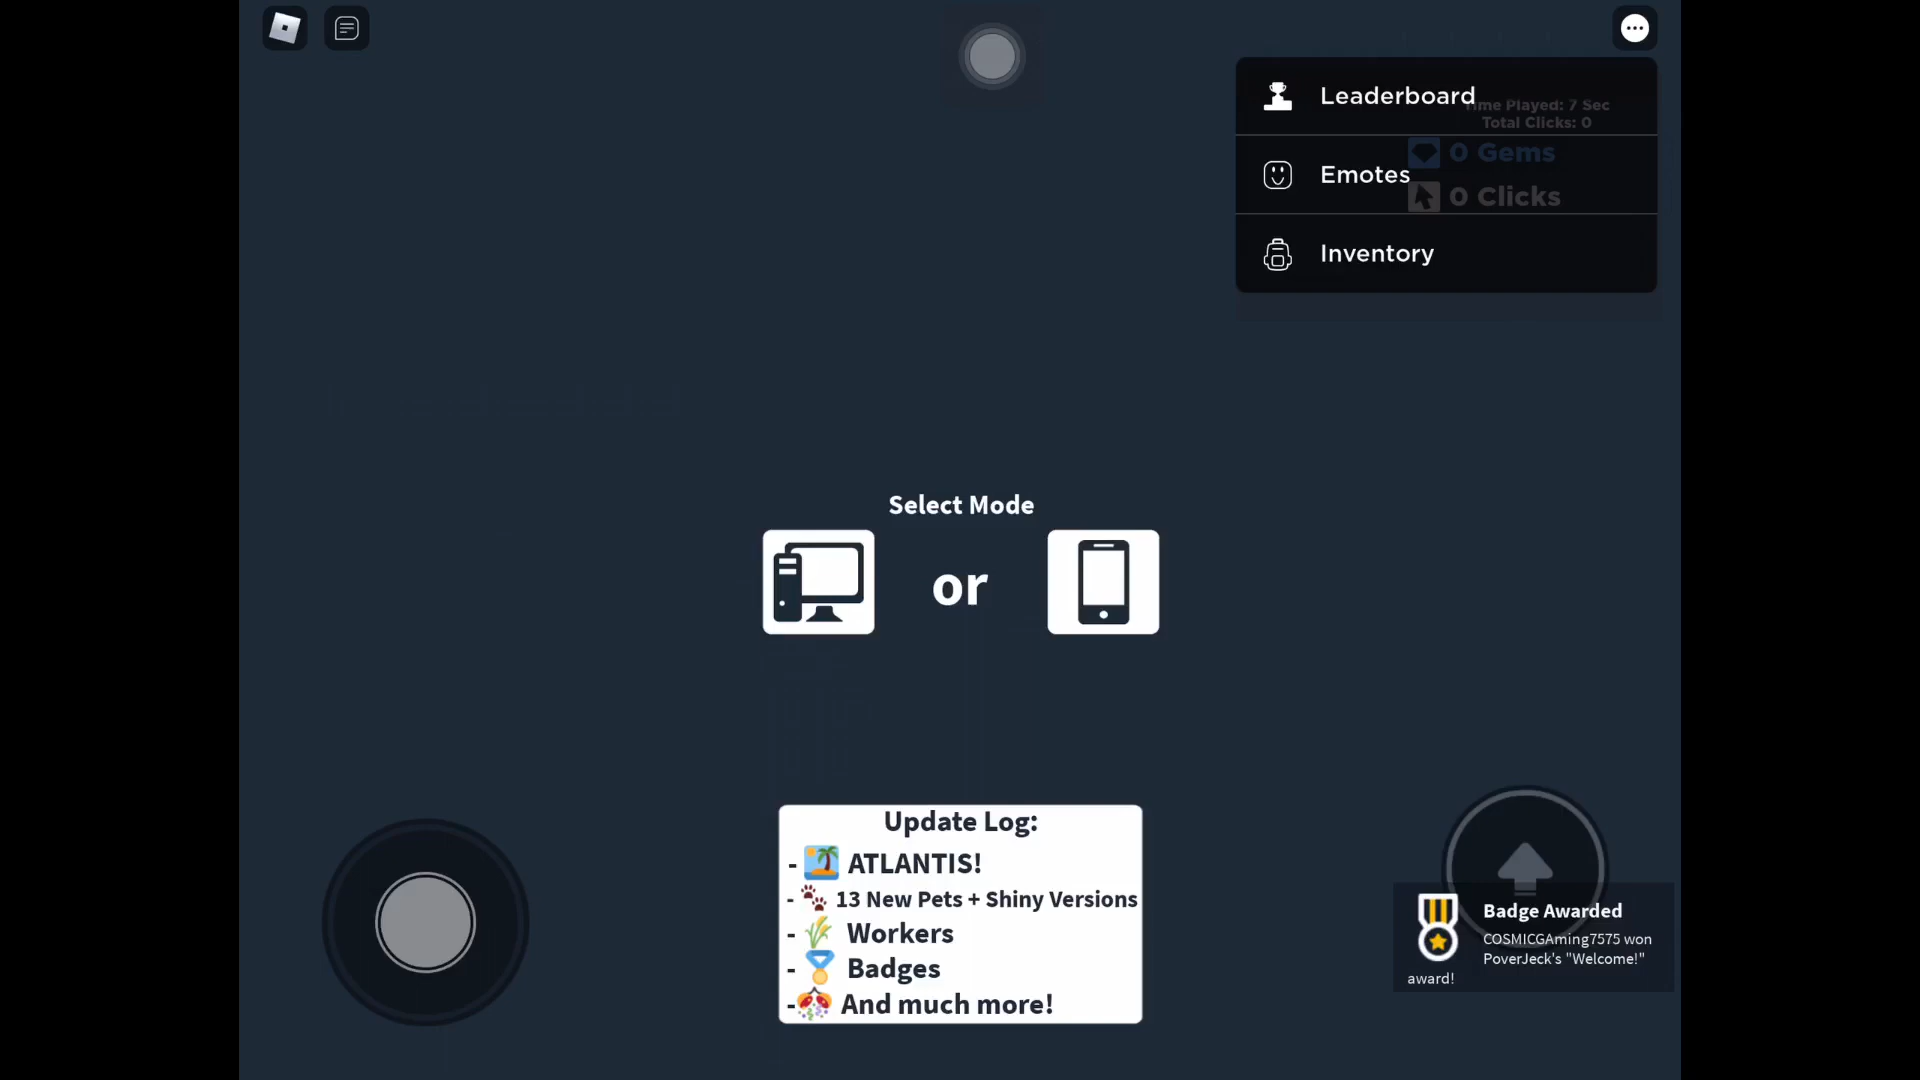 Leaderboard
Time Played: 7 Sec
Total Clicks: 0
0 Gems
Emotes
0 Clicks
Inventory
Select Mode
or
Update Log:
- ATLANTIS!
- 13 New Pets + Shiny Versions
- Workers
- Badges
- And much more!
Badge Awarded
COSMICGAming7575 won
PoverJeck's "Welcome!"
award!